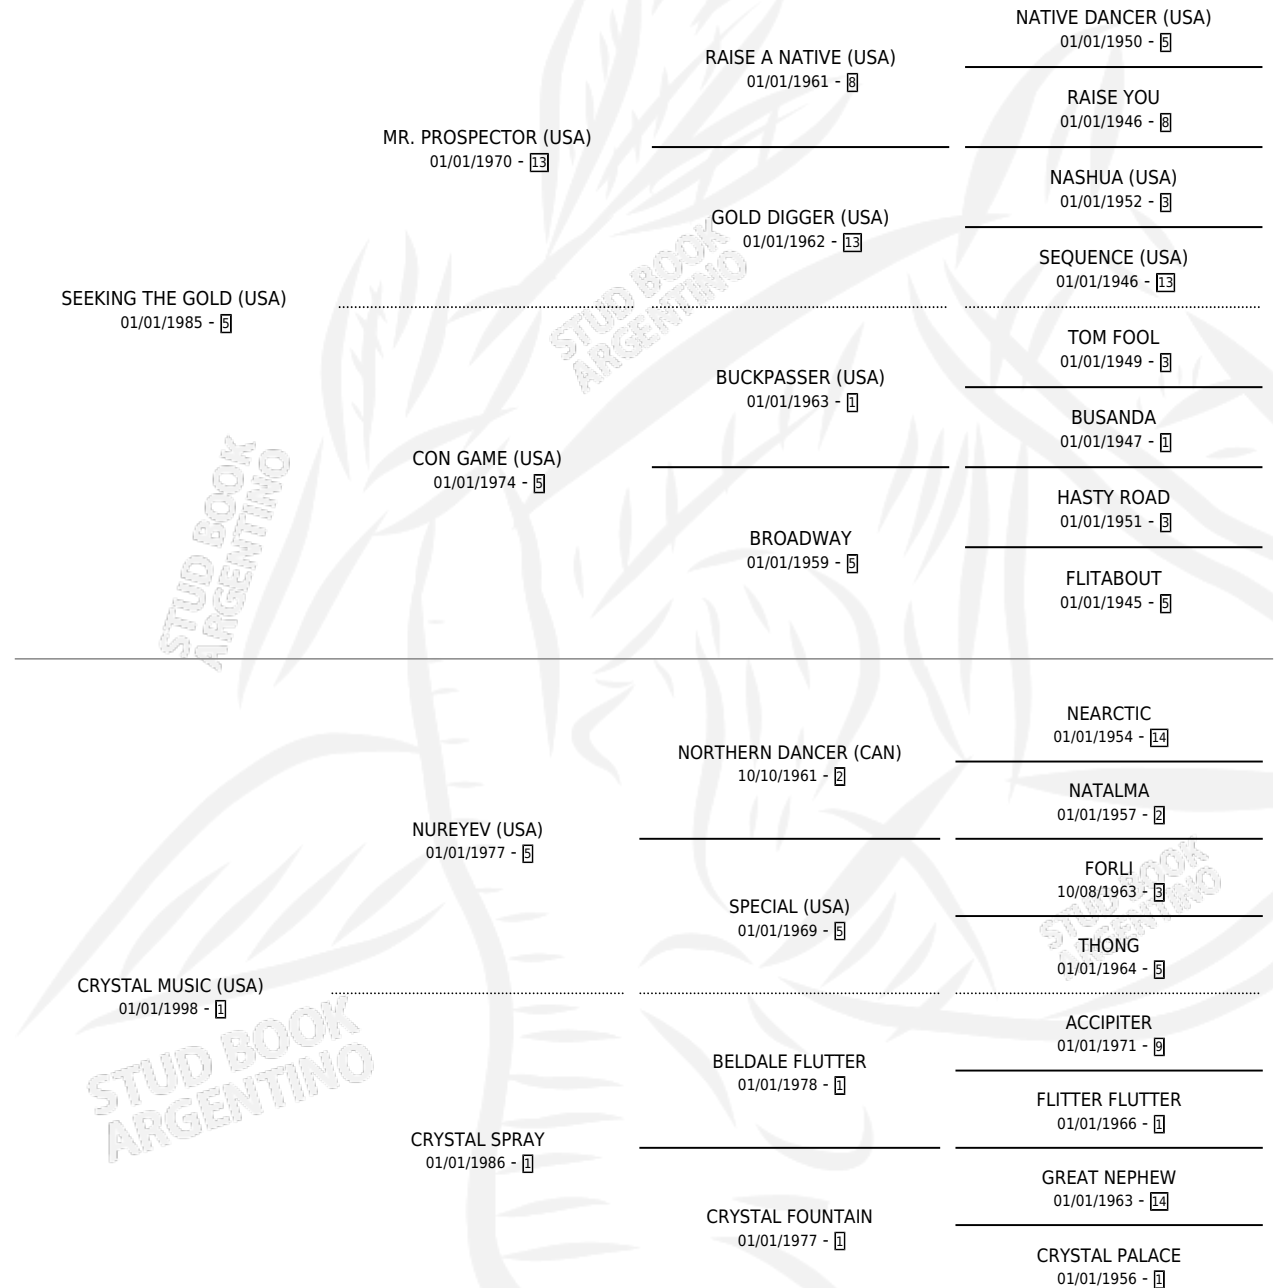 NATIVE DANCER (USA)
01/01/1950 - 5
RAISE A NATIVE (USA)
01/01/1961 - 8
RAISE YOU
01/01/1946 - 8
MR. PROSPECTOR (USA)
01/01/1970 - 13
NASHUA (USA)
01/01/1952 - 3
GOLD DIGGER (USA)
01/01/1962 - 13
SEQUENCE (USA)
01/01/1946 - 13
SEEKING THE GOLD (USA)
01/01/1985 - 5
TOM FOOL
01/01/1949 - 3
BUCKPASSER (USA)
01/01/1963 - 1
BUSANDA
01/01/1947 - 1
CON GAME (USA)
01/01/1974 - 5
HASTY ROAD
01/01/1951 - 3
BROADWAY
01/01/1959 - 5
FLITABOUT
01/01/1945 - 5
NEARCTIC
01/01/1954 - 14
NORTHERN DANCER (CAN)
10/10/1961 - 2
NATALMA
01/01/1957 - 2
NUREYEV (USA)
01/01/1977 - 5
FORLI
10/08/1963 - 3
SPECIAL (USA)
01/01/1969 - 5
THONG
01/01/1964 - 5
CRYSTAL MUSIC (USA)
01/01/1998 - 1
ACCIPITER
01/01/1971 - 9
BELDALE FLUTTER
01/01/1978 - 1
FLITTER FLUTTER
01/01/1966 - 1
CRYSTAL SPRAY
01/01/1986 - 1
GREAT NEPHEW
01/01/1963 - 14
CRYSTAL FOUNTAIN
01/01/1977 - 1
CRYSTAL PALACE
01/01/1956 - 1
STUD BOOK
ARGENTINO
STUD BOOK
ARGENTINO
STUD BOOK
ARGENTINO
STUD BOOK
ARGENTINO